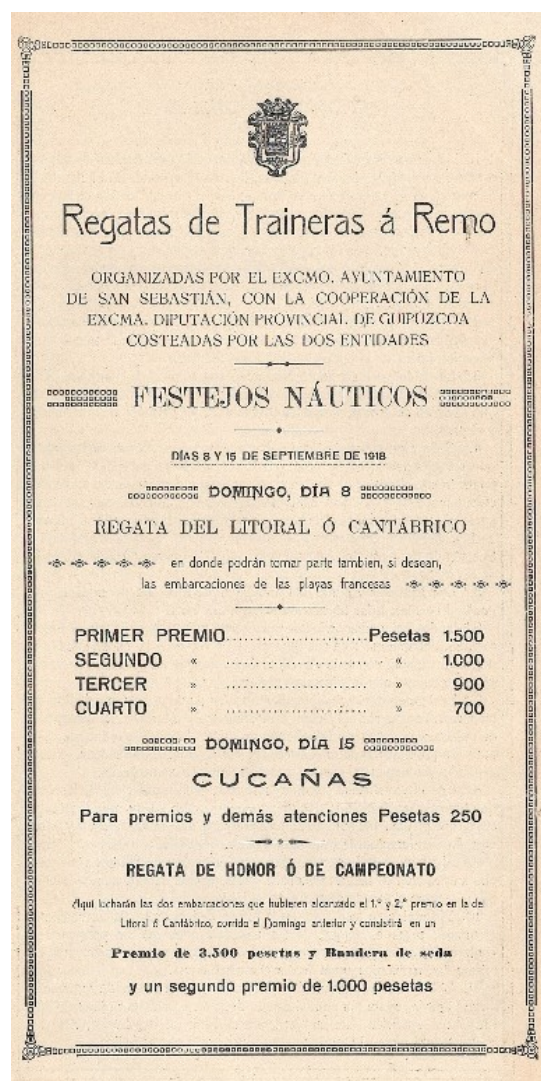 Regatas de Traineras á Remo
ORGANIZADAS POR EL EXCMO. AYUNTAMIENTO
DE SAN SEBASTIÁN, CON LA COOPERACIÓN DE LA
EXCMA. DIPUTACIÓN PROVINCIAL DE GUIPÚZCOA
COSTEADAS POR LAS DOS ENTIDADES
FESTEJOS NÁUTICOS
DÍAS 8 Y 15 DE SEPTIEMBRE DE 1918
DOMINGO, DÍA 8
REGATA DEL LITORAL Ó CANTÁBRICO
en donde podrán tomar parte tambien, si desean,
las embarcaciones de las playas francesas
PRIMER PREMIO........................Pesetas 1.500
SEGUNDO « ........................ « 1.000
TERCER » ........................ » 900
CUARTO » ........................ » 700
DOMINGO, DÍA 15
CUCAÑAS
Para premios y demás atenciones Pesetas 250
REGATA DE HONOR Ó DE CAMPEONATO
Aquí lucharán las dos embarcaciones que hubieren alcanzado el 1.º y 2.º premio en la del
Litoral ó Cantábrico, corrida el Domingo anterior y consistirá en un
Premio de 3.500 pesetas y Bandera de seda
y un segundo premio de 1.000 pesetas